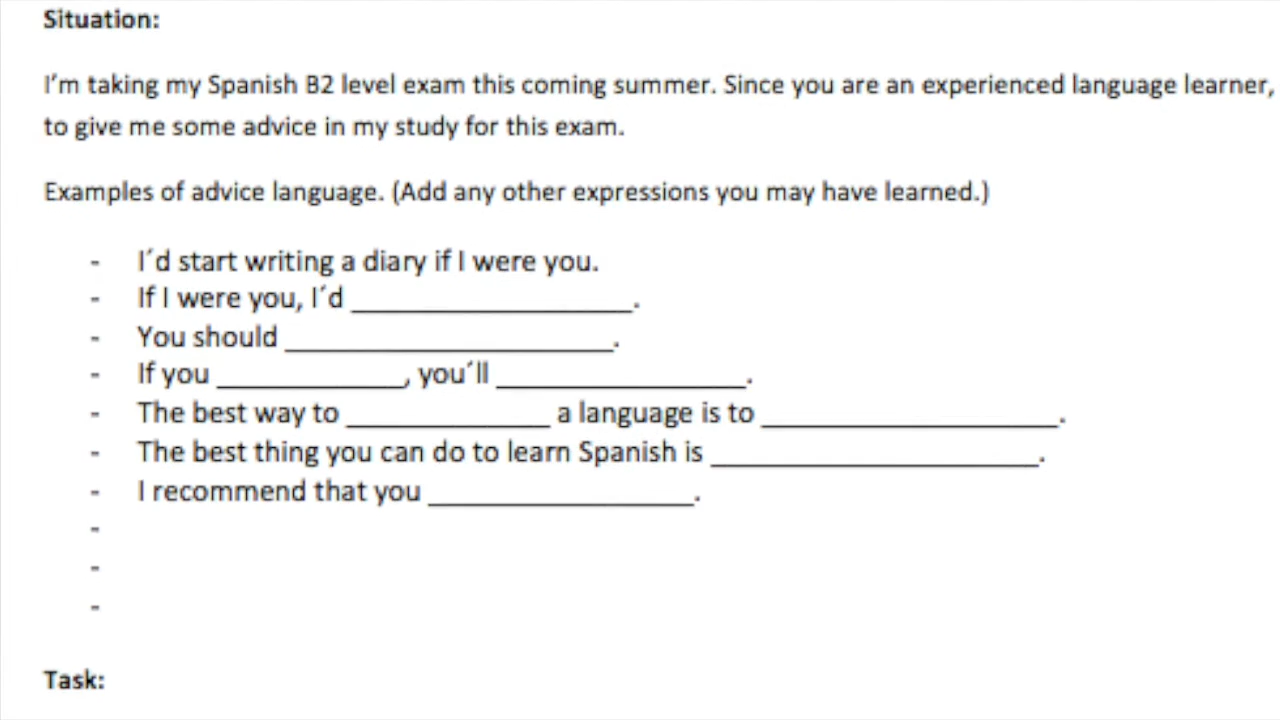 Situation:
I'm taking my Spanish B2 level exam this coming summer. Since you are an experienced language learner,
to give me some advice in my study for this exam.
Examples of advice language. (Add any other expressions you may have learned.)
- I´d start writing a diary if I were you.
- If I were you, I´d ____________________.
- You should _______________________.
- If you _____________, you´ll _________________.
- The best way to ______________ a language is to _____________________.
- The best thing you can do to learn Spanish is _______________________.
- I recommend that you ___________________.
-
-
-
Task: